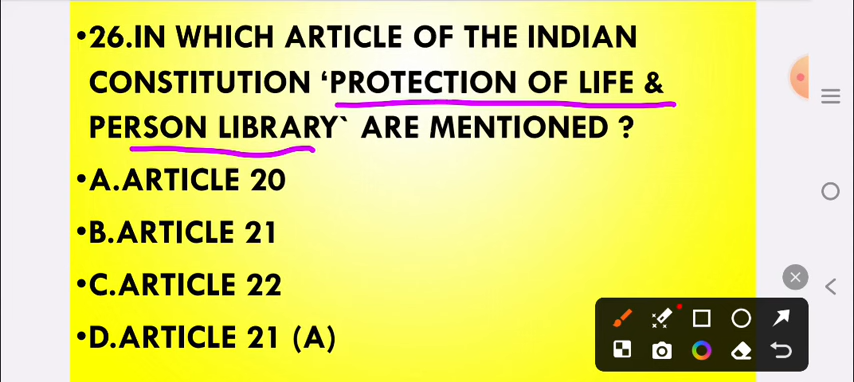 •26.IN WHICH ARTICLE OF THE INDIAN
CONSTITUTION ‘PROTECTION OF LIFE &
PERSON LIBRARY` ARE MENTIONED ?
•A.ARTICLE 20
•B.ARTICLE 21
•C.ARTICLE 22
•D.ARTICLE 21 (A)